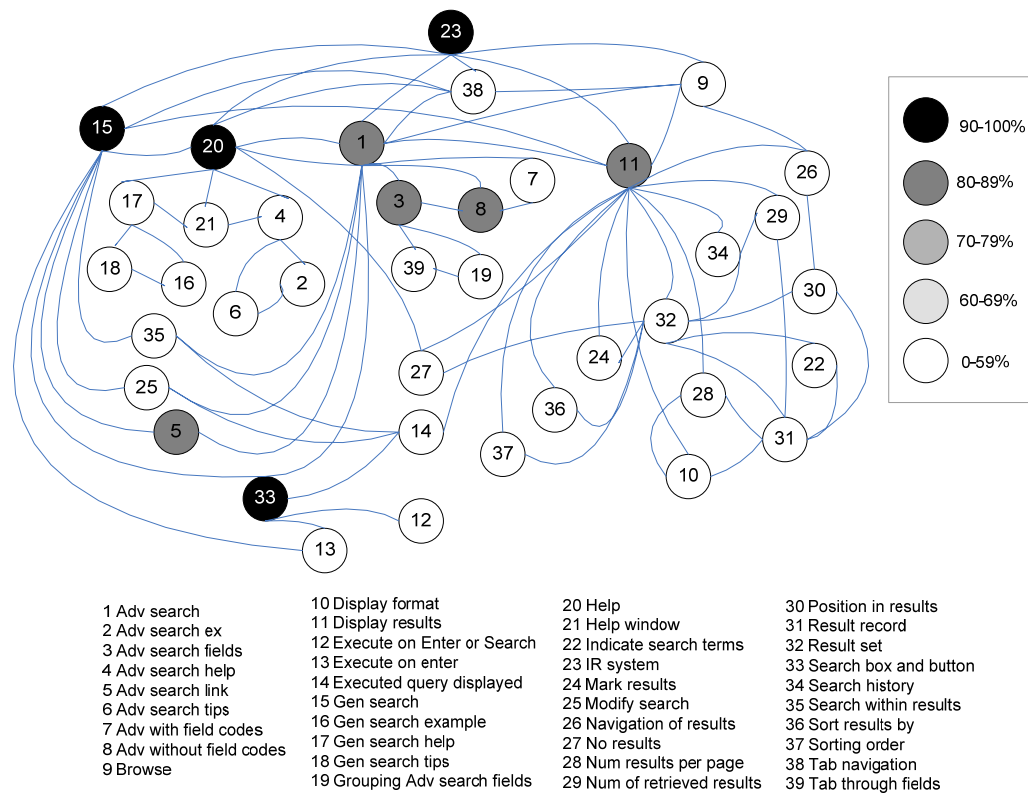 23
38
9
15
20
1
11
7
26
17
3
8
21
4
29
34
18
16
39
19
2
6
30
32
35
24
22
27
25
28
36
5
14
37
31
10
33
12
13
90-100%
80-89%
70-79%
60-69%
0-59%
1 Adv search
2 Adv search ex
3 Adv search fields
4 Adv search help
5 Adv search link
6 Adv search tips
7 Adv with field codes
8 Adv without field codes
9 Browse
10 Display format
11 Display results
12 Execute on Enter or Search
13 Execute on enter
14 Executed query displayed
15 Gen search
16 Gen search example
17 Gen search help
18 Gen search tips
19 Grouping Adv search fields
20 Help
21 Help window
22 Indicate search terms
23 IR system
24 Mark results
25 Modify search
26 Navigation of results
27 No results
28 Num results per page
29 Num of retrieved results
30 Position in results
31 Result record
32 Result set
33 Search box and button
34 Search history
35 Search within results
36 Sort results by
37 Sorting order
38 Tab navigation
39 Tab through fields